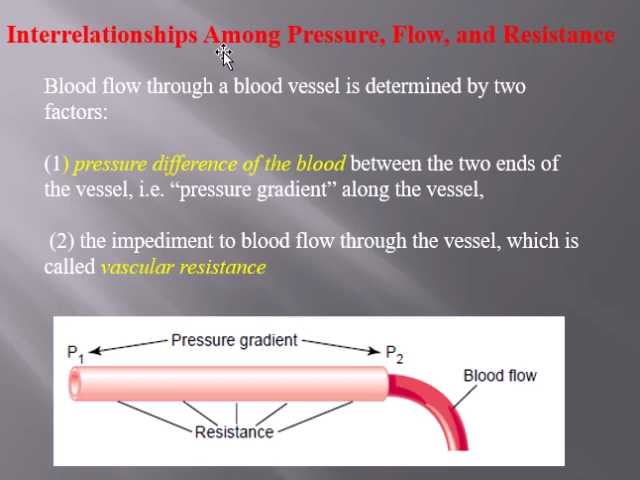 Interrelationships Among Pressure, Flow, and Resistance
Blood flow through a blood vessel is determined by two
factors:
(1) pressure difference of the blood between the two ends of
the vessel, i.e. “pressure gradient” along the vessel,
(2) the impediment to blood flow through the vessel, which is
called vascular resistance
Pressure gradient
P1
P2
Blood flow
Resistance